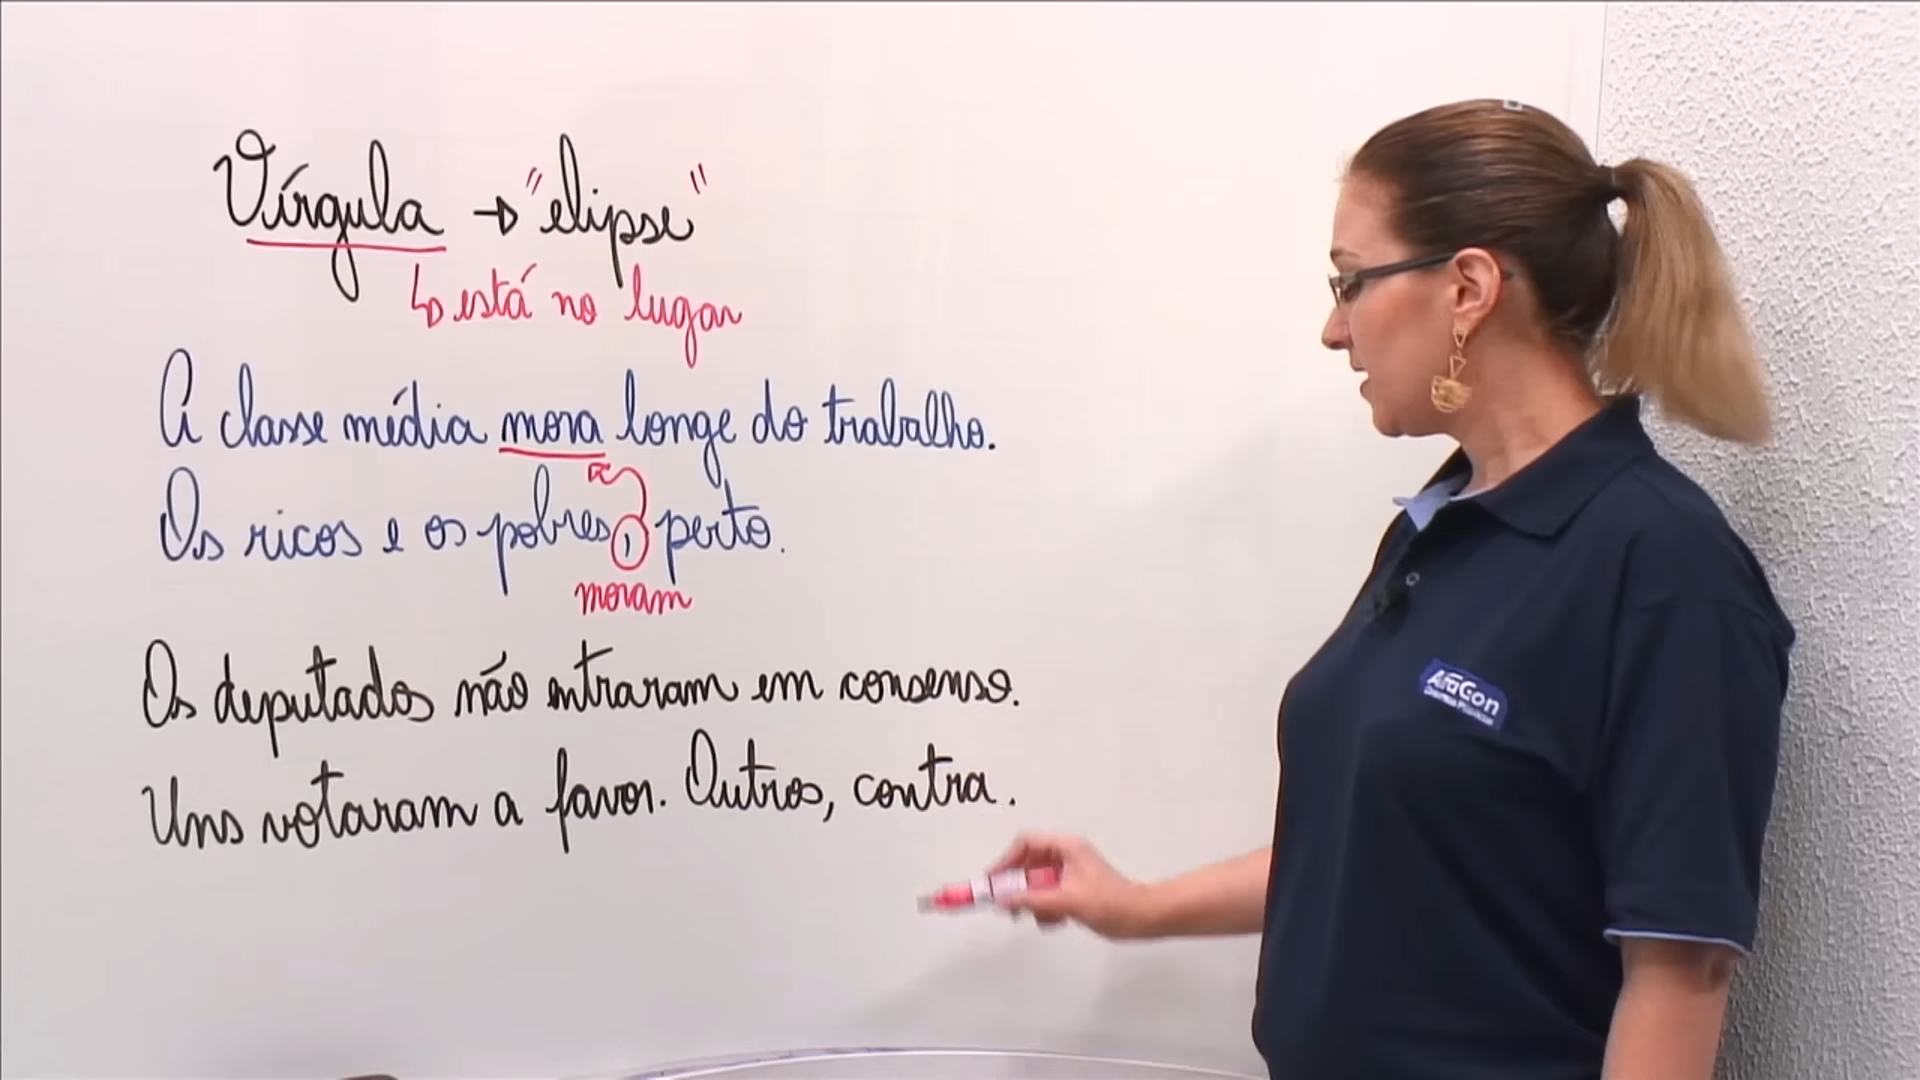 Vírgula → "elipse"
↳ está no lugar
A classe média mora longe do trabalho.
Os ricos e os pobres, perto.
moram
Os deputados não entraram em consenso.
Uns votaram a favor. Outros, contra.
AlfaCon